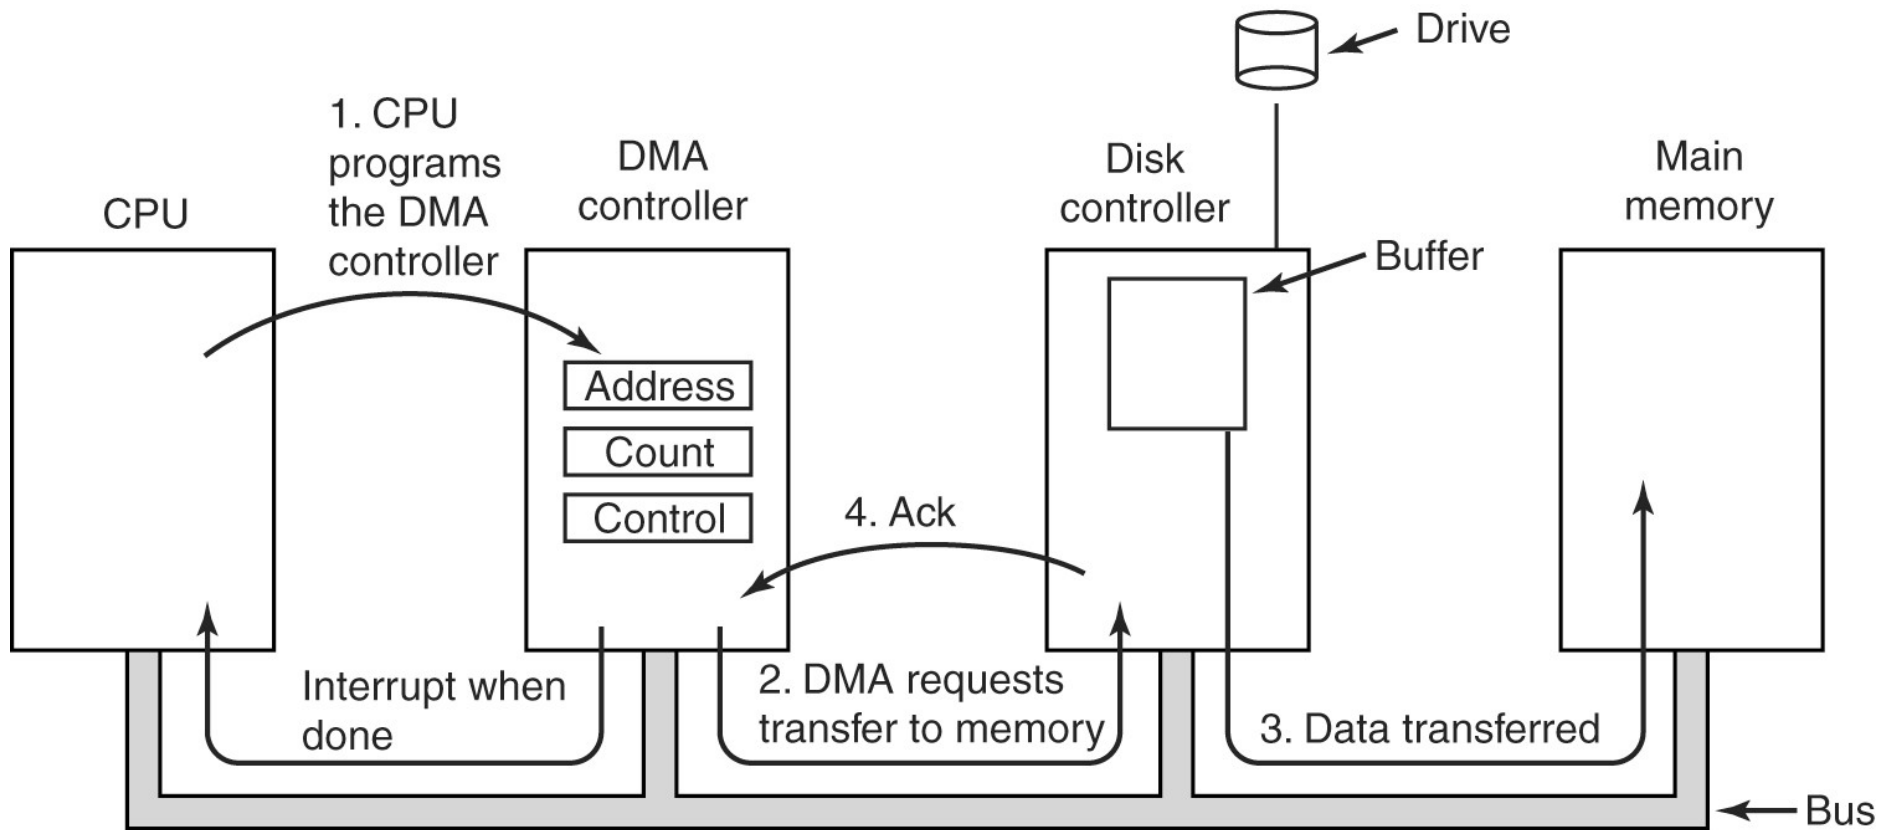 Drive
1. CPU
programs
the DMA
controller
CPU
DMA
controller
Disk
controller
Main
memory
Buffer
Address
Count
Control
4. Ack
Interrupt when
done
2. DMA requests
transfer to memory
3. Data transferred
Bus